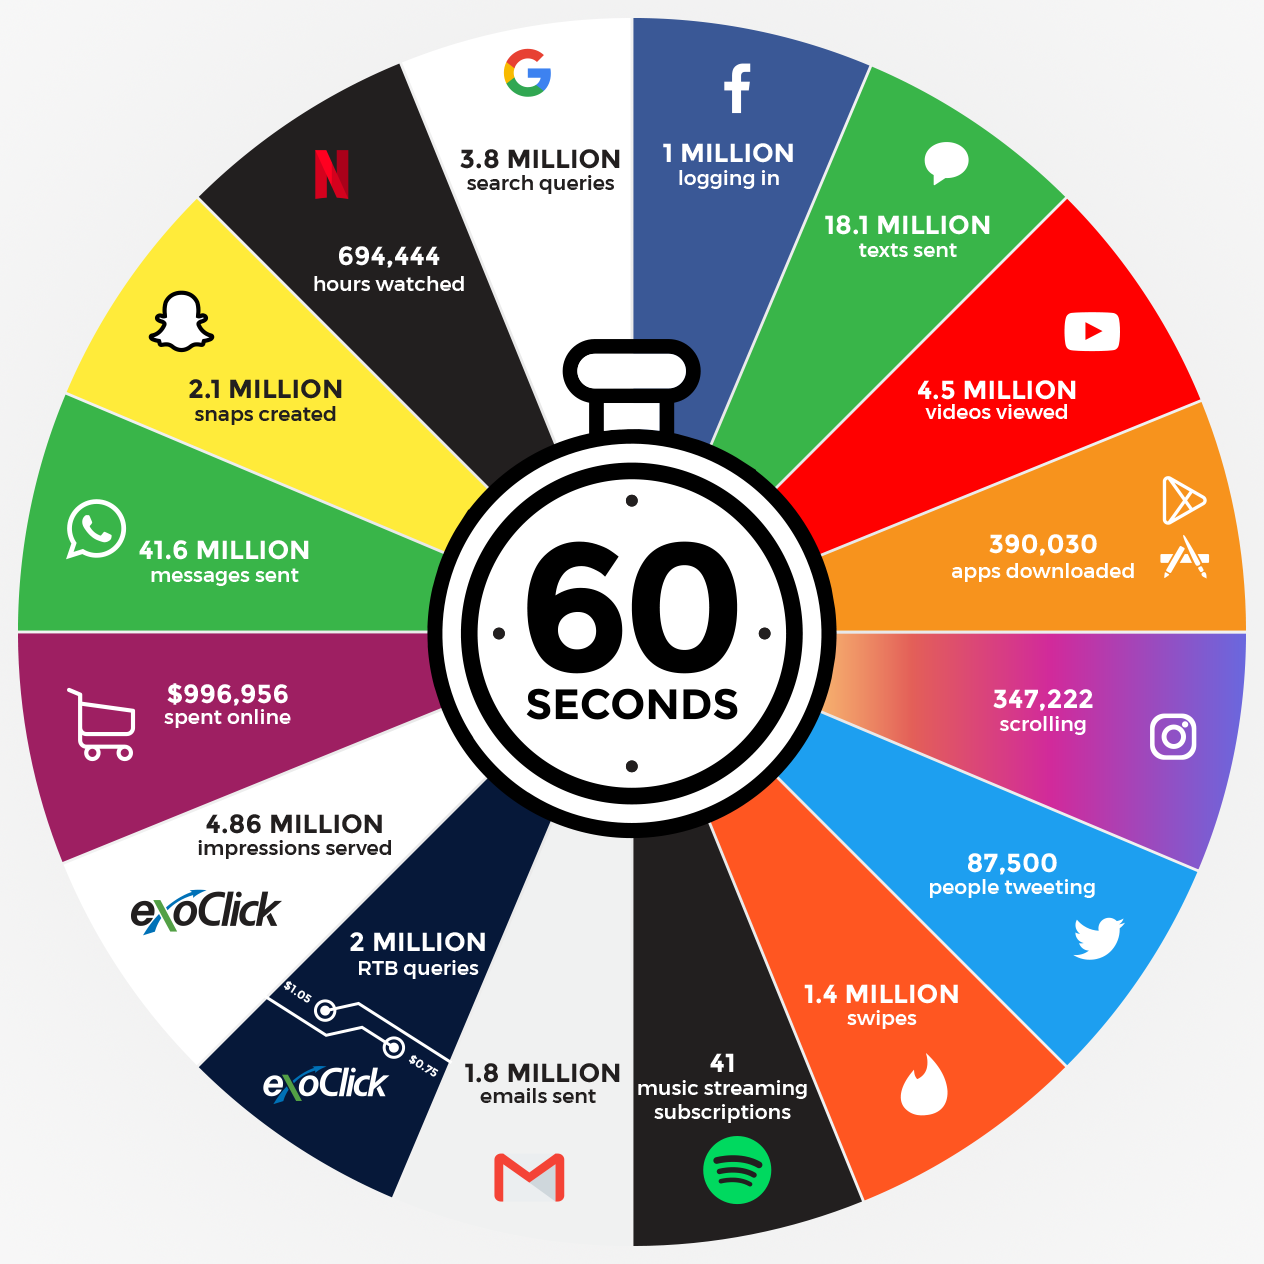 3.8 MILLION
search queries
1 MILLION
logging in
18.1 MILLION
texts sent
4.5 MILLION
videos viewed
390,030
apps downloaded
347,222
scrolling
87,500
people tweeting
1.4 MILLION
swipes
41
music streaming
subscriptions
1.8 MILLION
emails sent
2 MILLION
RTB queries
$1.05
$0.75
exoClick
4.86 MILLION
impressions served
exoClick
$996,956
spent online
41.6 MILLION
messages sent
2.1 MILLION
snaps created
N
694,444
hours watched
60
SECONDS